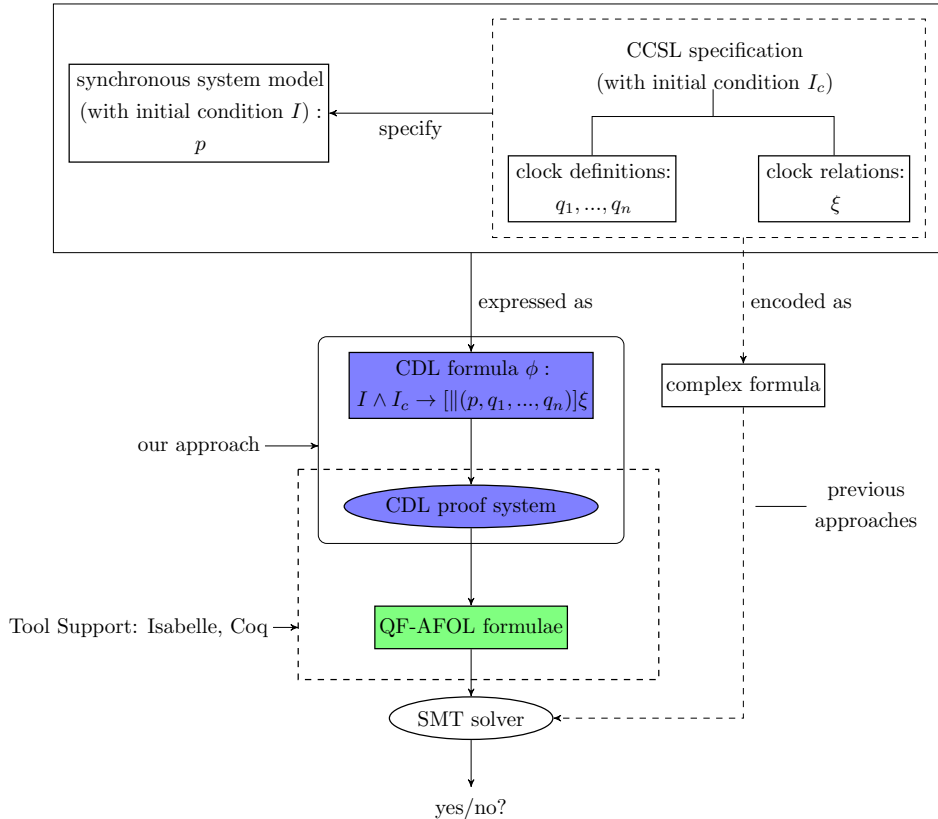 CCSL specification
(with initial condition I_c)
synchronous system model
(with initial condition I) :
p
specify
clock definitions:
q_1, ..., q_n
clock relations:
ξ
expressed as
encoded as
CDL formula ϕ :
I ∧ I_c → [∥(p, q_1, ..., q_n)]ξ
complex formula
our approach
CDL proof system
previous
approaches
Tool Support: Isabelle, Coq
QF-AFOL formulae
SMT solver
yes/no?